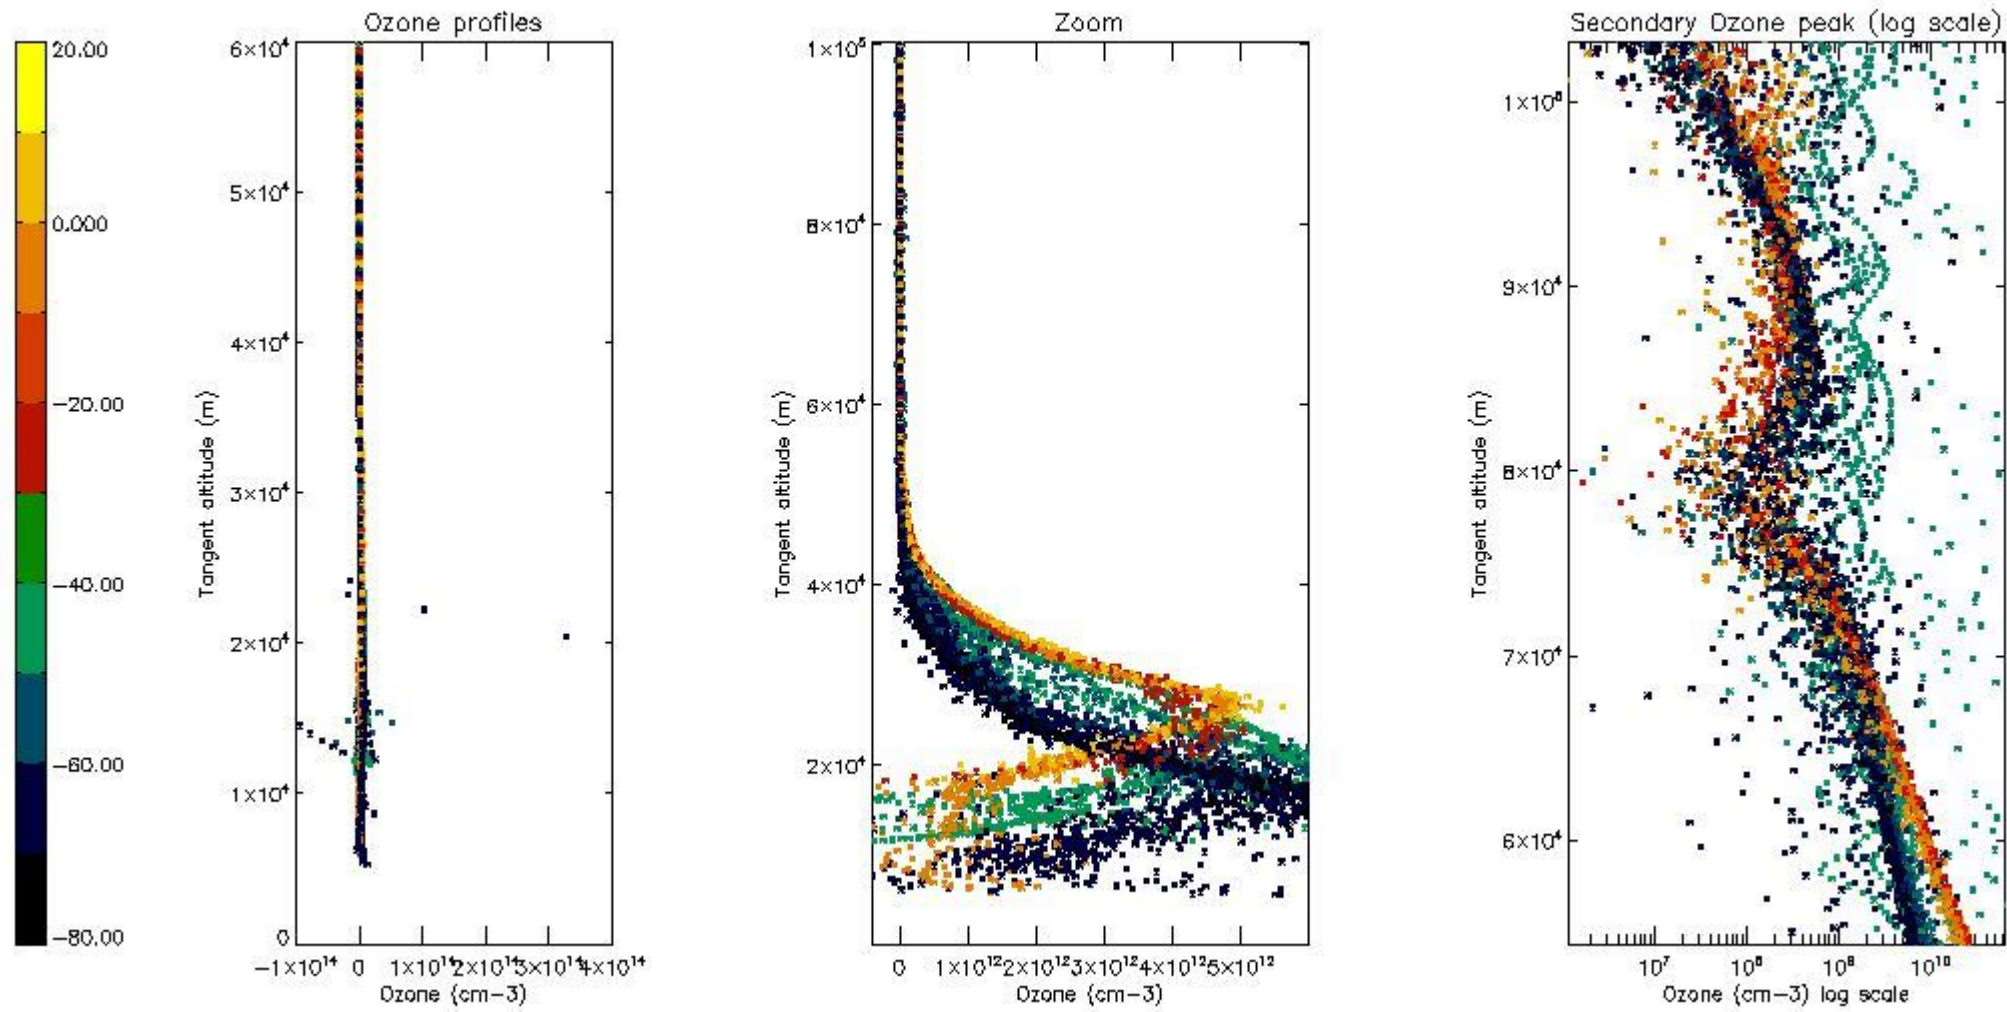 Ozone profiles
Zoom
Secondary Ozone peak (log scale)
20.00
0.000
−20.00
−40.00
−60.00
−80.00
6×10⁴
5×10⁴
4×10⁴
3×10⁴
2×10⁴
1×10⁴
0
Tangent altitude (m)
−1×10¹⁴ 0 1×10¹⁴ 2×10¹⁴ 3×10¹⁴ 4×10¹⁴
Ozone (cm−3)
1×10⁵
8×10⁴
6×10⁴
4×10⁴
2×10⁴
Tangent altitude (m)
0 1×10¹² 2×10¹² 3×10¹² 4×10¹² 5×10¹²
Ozone (cm−3)
1×10⁵
9×10⁴
8×10⁴
7×10⁴
6×10⁴
Tangent altitude (m)
10⁷ 10⁸ 10⁹ 10¹⁰
Ozone (cm−3) log scale